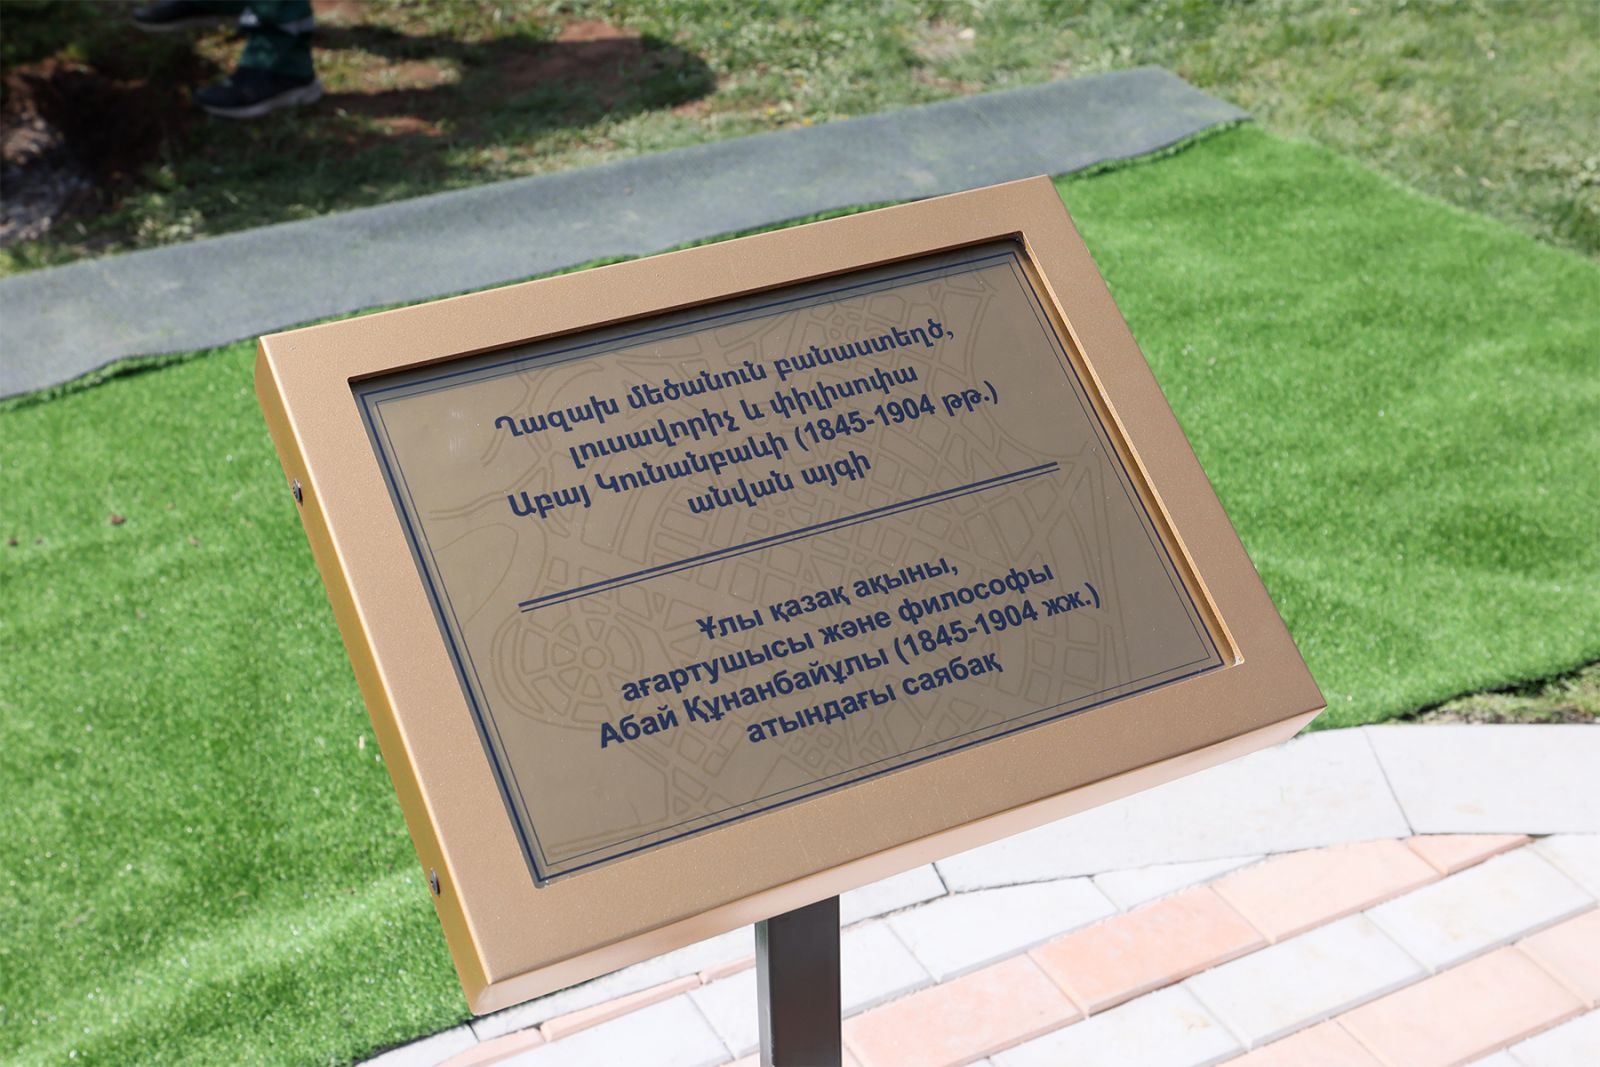 Ղազախ մեծանուն բանաստեղծ,
լուսավորիչ և փիլիսոփա
Աբայ Կունանբաևի (1845-1904 թթ.)
անվան այգի
Ұлы қазақ ақыны,
ағартушысы және философы
Абай Құнанбайұлы (1845-1904 жж.)
атындағы саябақ